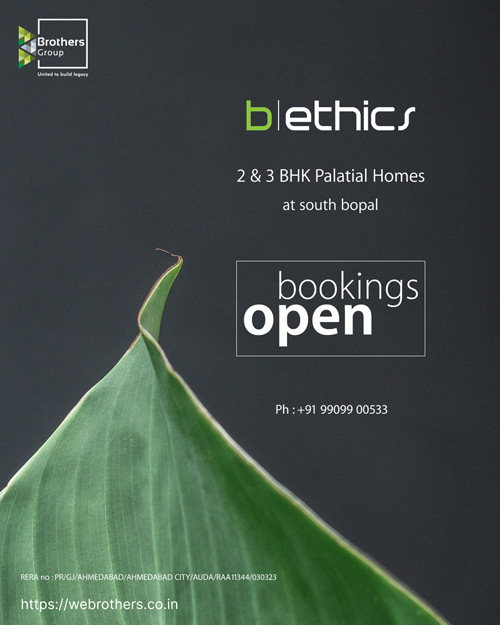 Brothers
Group
United to build legacy
b|ethics
2 & 3 BHK Palatial Homes
at south bopal
bookings
open
Ph : +91 99099 00533
RERA no : PR/GJ/AHMEDABAD/AHMEDABAD CITY/AUDA/RAA11344/030323
https://webrothers.co.in